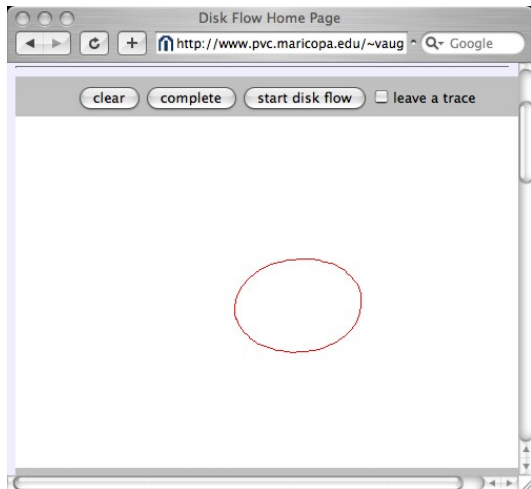 Disk Flow Home Page
http://www.pvc.maricopa.edu/~vaug Google
clear complete start disk flow leave a trace